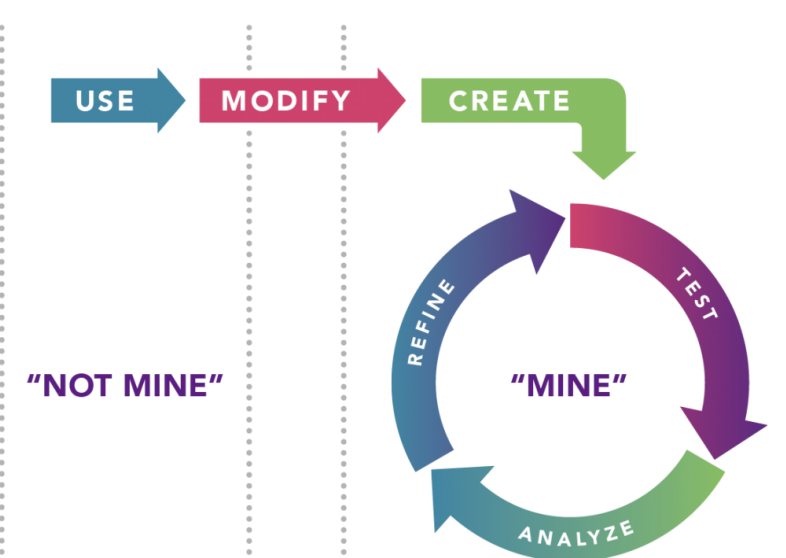 USE
MODIFY
CREATE
TEST
REFINE
“NOT MINE”
“MINE”
ANALYZE